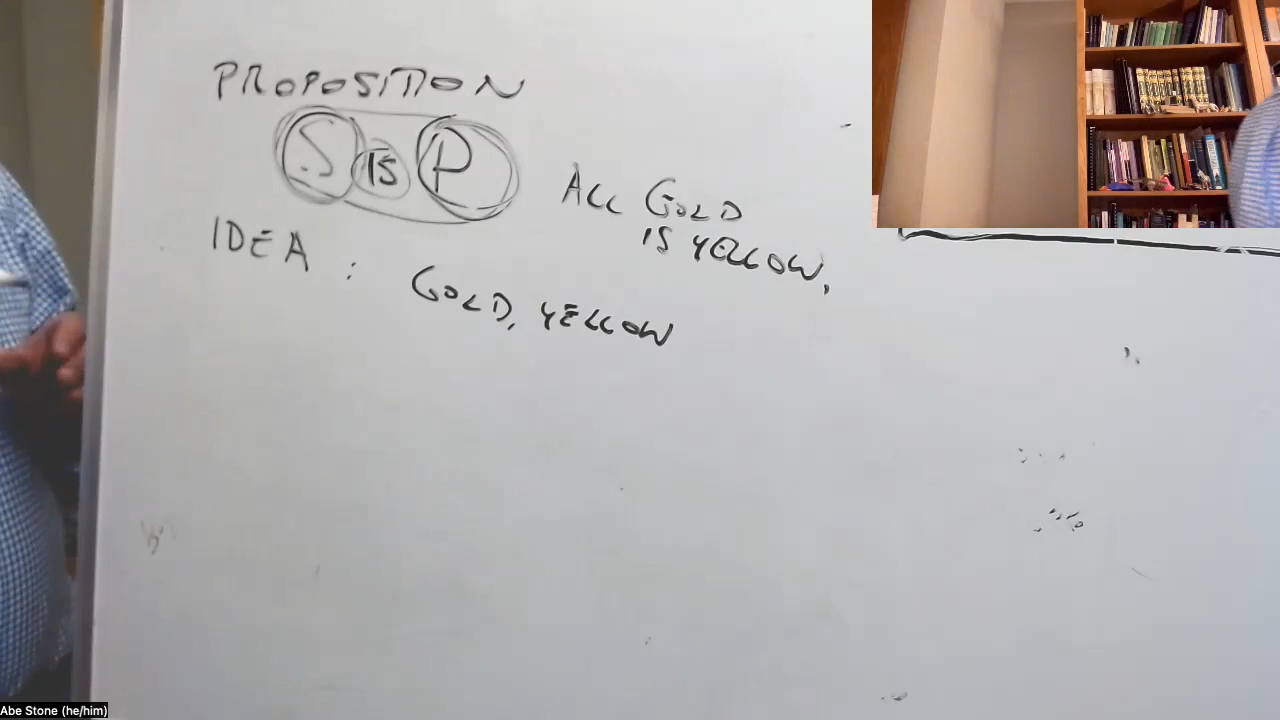 PROPOSITION
S IS P
ALL GOLD
IS YELLOW.
IDEA : GOLD, YELLOW
Abe Stone (he/him)